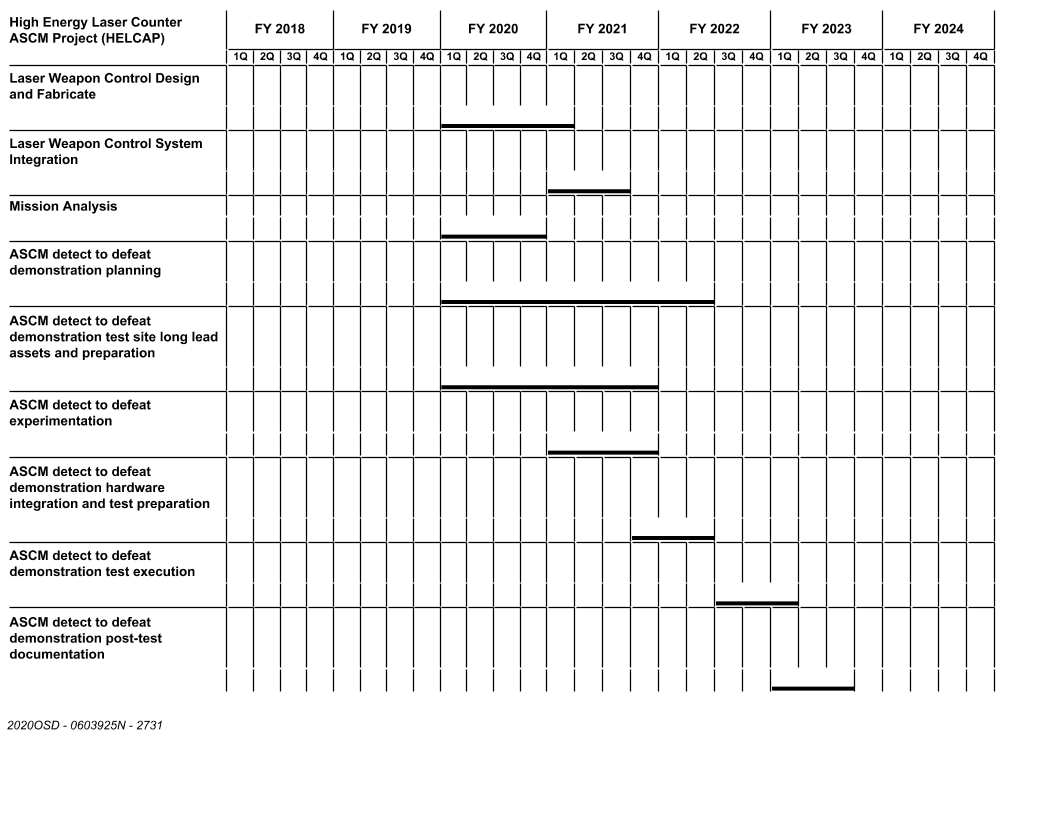 High Energy Laser Counter
ASCM Project (HELCAP)
FY 2018 FY 2019 FY 2020 FY 2021 FY 2022 FY 2023 FY 2024
1Q 2Q 3Q 4Q 1Q 2Q 3Q 4Q 1Q 2Q 3Q 4Q 1Q 2Q 3Q 4Q 1Q 2Q 3Q 4Q 1Q 2Q 3Q 4Q 1Q 2Q 3Q 4Q
Laser Weapon Control Design
and Fabricate
Laser Weapon Control System
Integration
Mission Analysis
ASCM detect to defeat
demonstration planning
ASCM detect to defeat
demonstration test site long lead
assets and preparation
ASCM detect to defeat
experimentation
ASCM detect to defeat
demonstration hardware
integration and test preparation
ASCM detect to defeat
demonstration test execution
ASCM detect to defeat
demonstration post-test
documentation
2020OSD - 0603925N - 2731